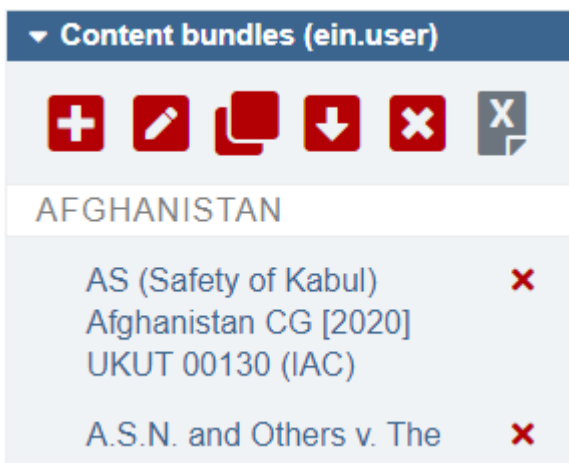 Content bundles (ein.user)
X
AFGHANISTAN
AS (Safety of Kabul)
Afghanistan CG [2020]
UKUT 00130 (IAC)
A.S.N. and Others v. The